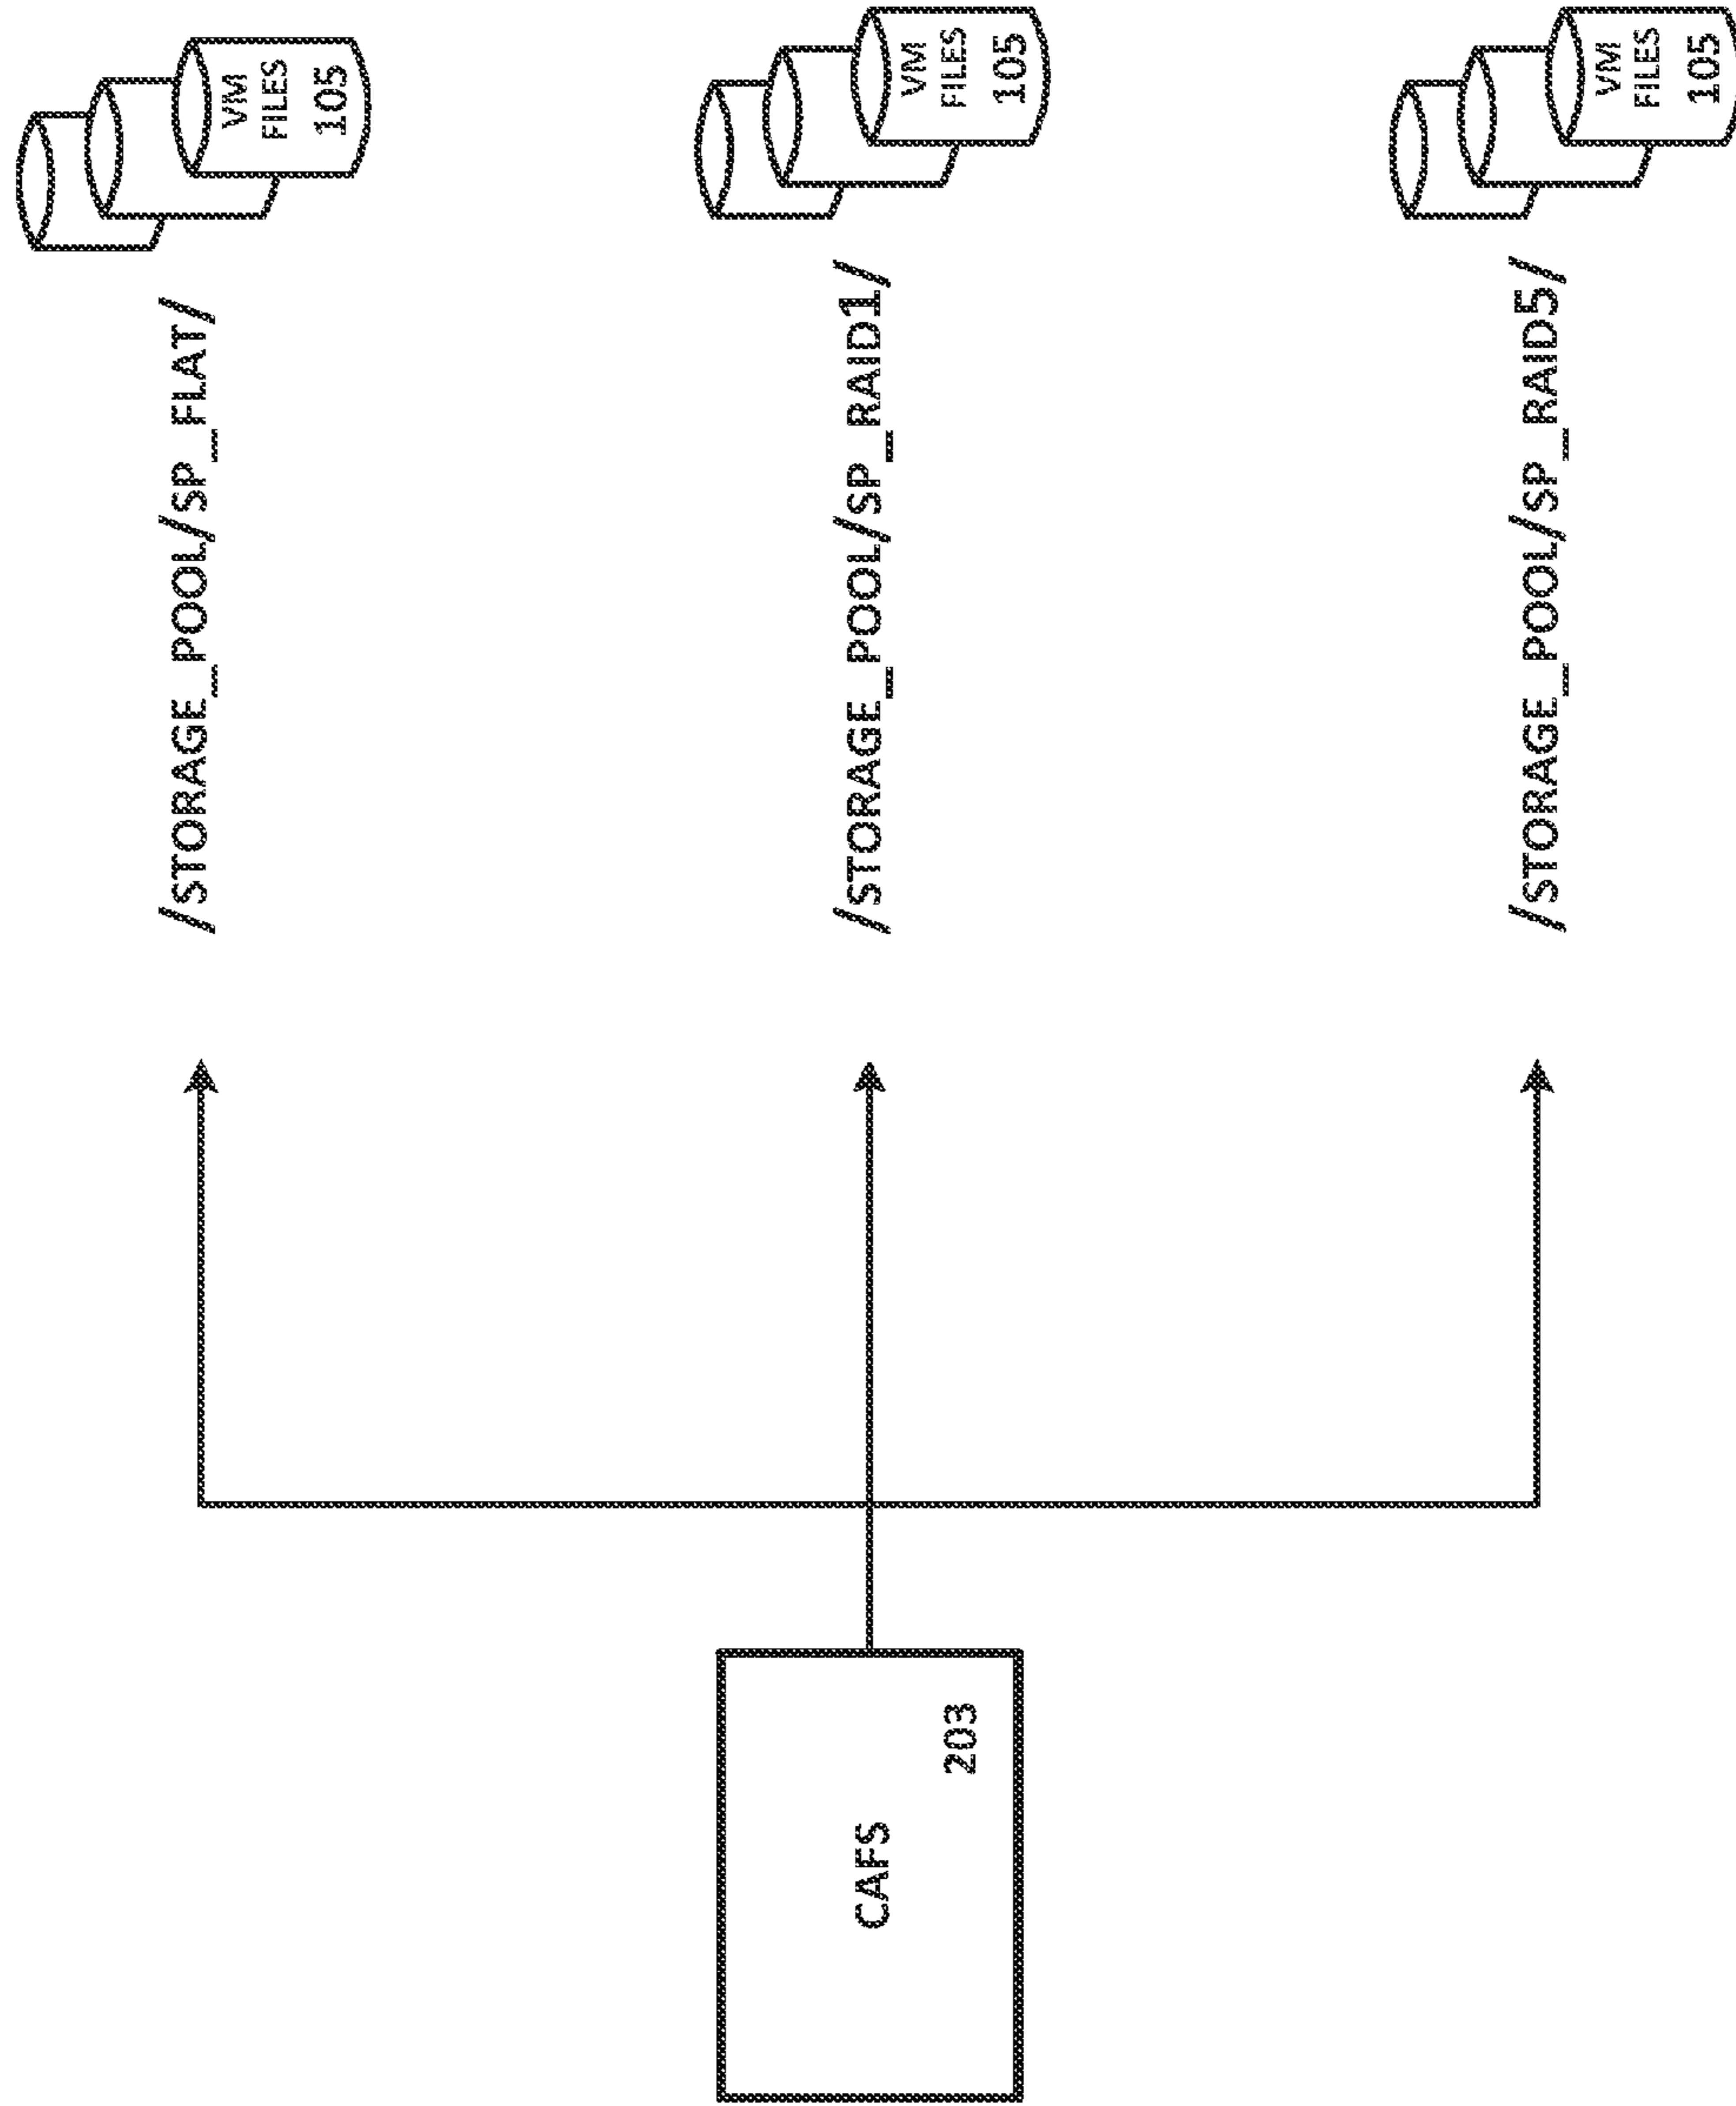 /STORAGE_POOL/SP_FLAT/
VM
FILES
105
CAFS
203
/STORAGE_POOL/SP_RAID1/
VM
FILES
105
/STORAGE_POOL/SP_RAID5/
VM
FILES
105